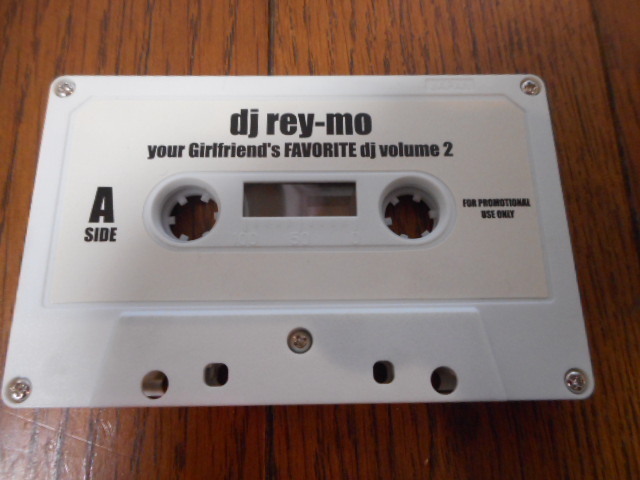 dj rey-mo
your Girlfriend's FAVORITE dj volume 2
A
SIDE
FOR PROMOTIONAL
USE ONLY